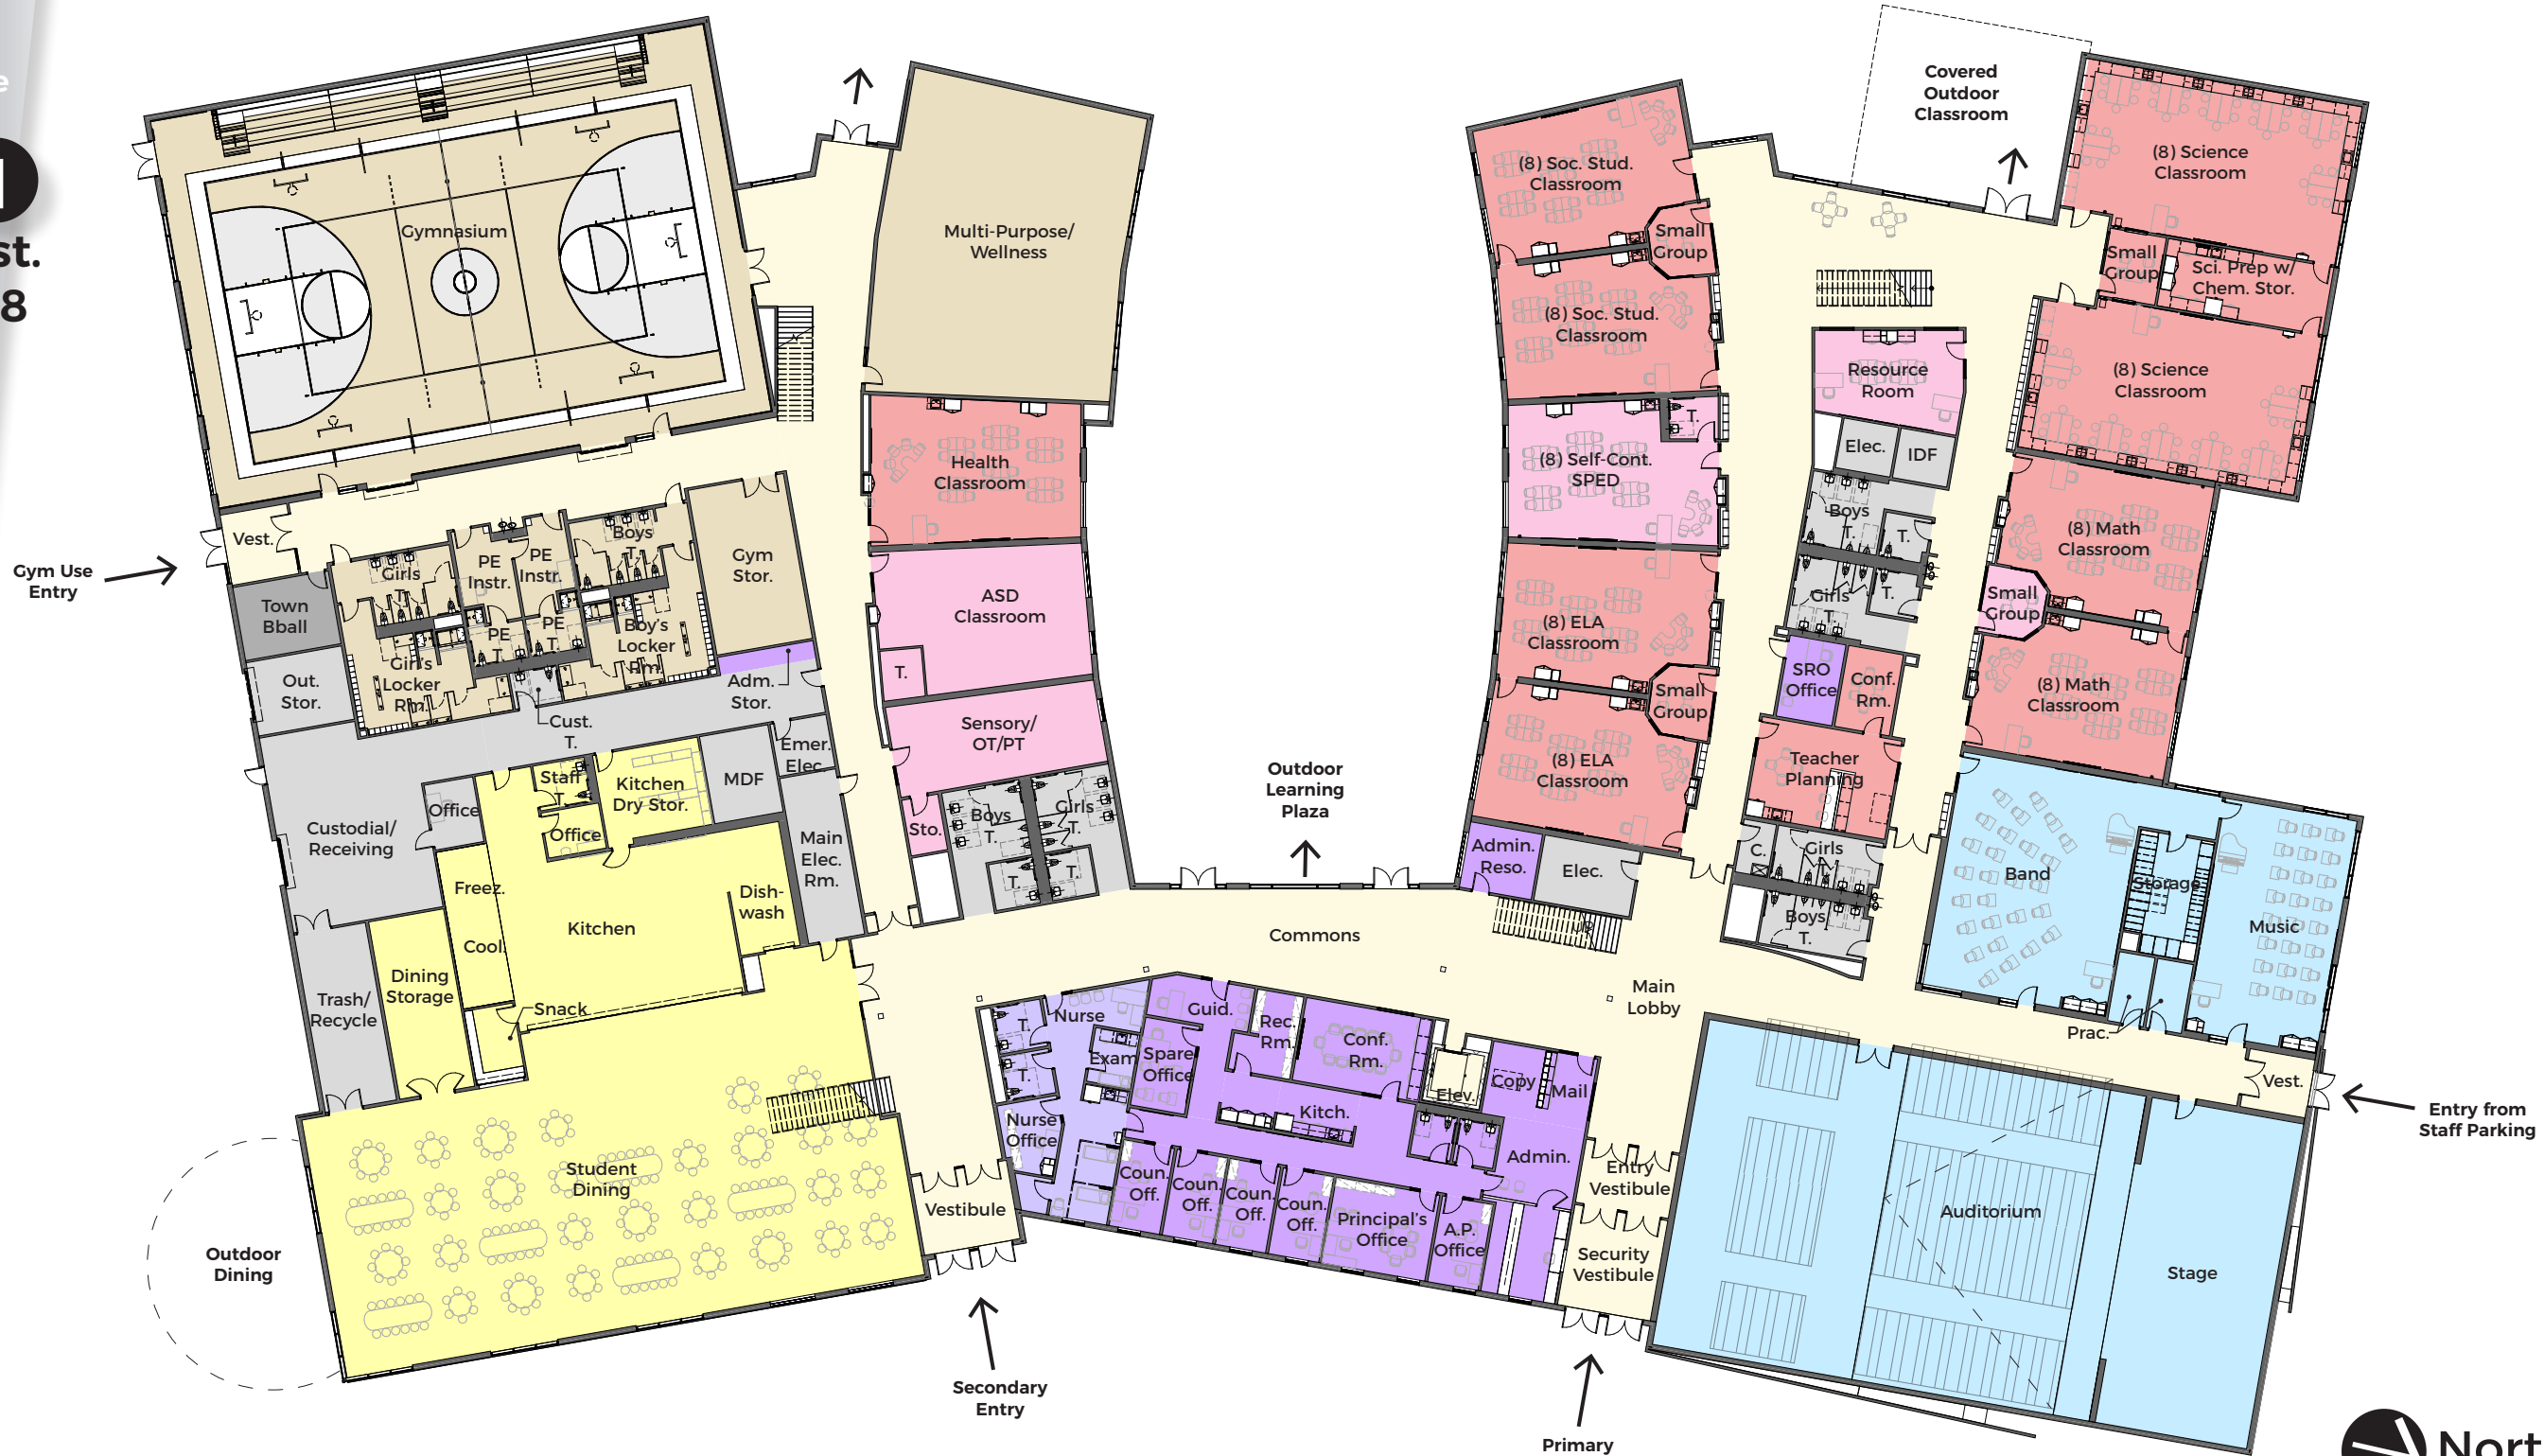 e
st.
8
Gymnasium
Multi-Purpose/
Wellness
Covered
Outdoor
Classroom
(8) Soc. Stud.
Classroom
Small
Group
(8) Soc. Stud.
Classroom
(8) Science
Classroom
Small
Group
Sci. Prep w/
Chem. Stor.
(8) Science
Classroom
Resource
Room
Elec.
IDF
Health
Classroom
(8) Self-Cont.
SPED
T.
Boys
T.
T.
Girls
T.
T.
(8) Math
Classroom
Small
Group
(8) Math
Classroom
Vest.
Gym Use
Entry
Town
Bball
Out.
Stor.
Girls
T.
PE
Instr.
PE
Instr.
Boys
T.
Gym
Stor.
PE
T.
PE
T.
Girl's
Locker
Rm.
Boy's
Locker
Rm.
Adm.
Stor.
Cust.
T.
ASD
Classroom
T.
Sensory/
OT/PT
Sto.
Boys
T.
Girls
T.
T.
T.
(8) ELA
Classroom
Small
Group
(8) ELA
Classroom
SRO
Office
Conf.
Rm.
Teacher
Planning
Admin.
Reso.
Elec.
C.
Girls
T.
Boys
T.
Band
Storage
Music
Prac.
Emer.
Elec.
MDF
Staff
T.
Kitchen
Dry Stor.
Office
Office
Custodial/
Receiving
Main
Elec.
Rm.
Freez.
Cool.
Kitchen
Dish-
wash
Dining
Storage
Trash/
Recycle
Snack
Outdoor
Learning
Plaza
Commons
Main
Lobby
T.
T.
Nurse
Exam
Nurse
Office
Guid.
Spare
Office
Rec.
Rm.
Conf.
Rm.
Elev.
Copy
Mail
Kitch.
Admin.
Coun.
Off.
Coun.
Off.
Coun.
Off.
Coun.
Off.
Principal's
Office
A.P.
Office
Entry
Vestibule
Security
Vestibule
Vestibule
Student
Dining
Outdoor
Dining
Auditorium
Stage
Vest.
Entry from
Staff Parking
Secondary
Entry
Primary
Nort